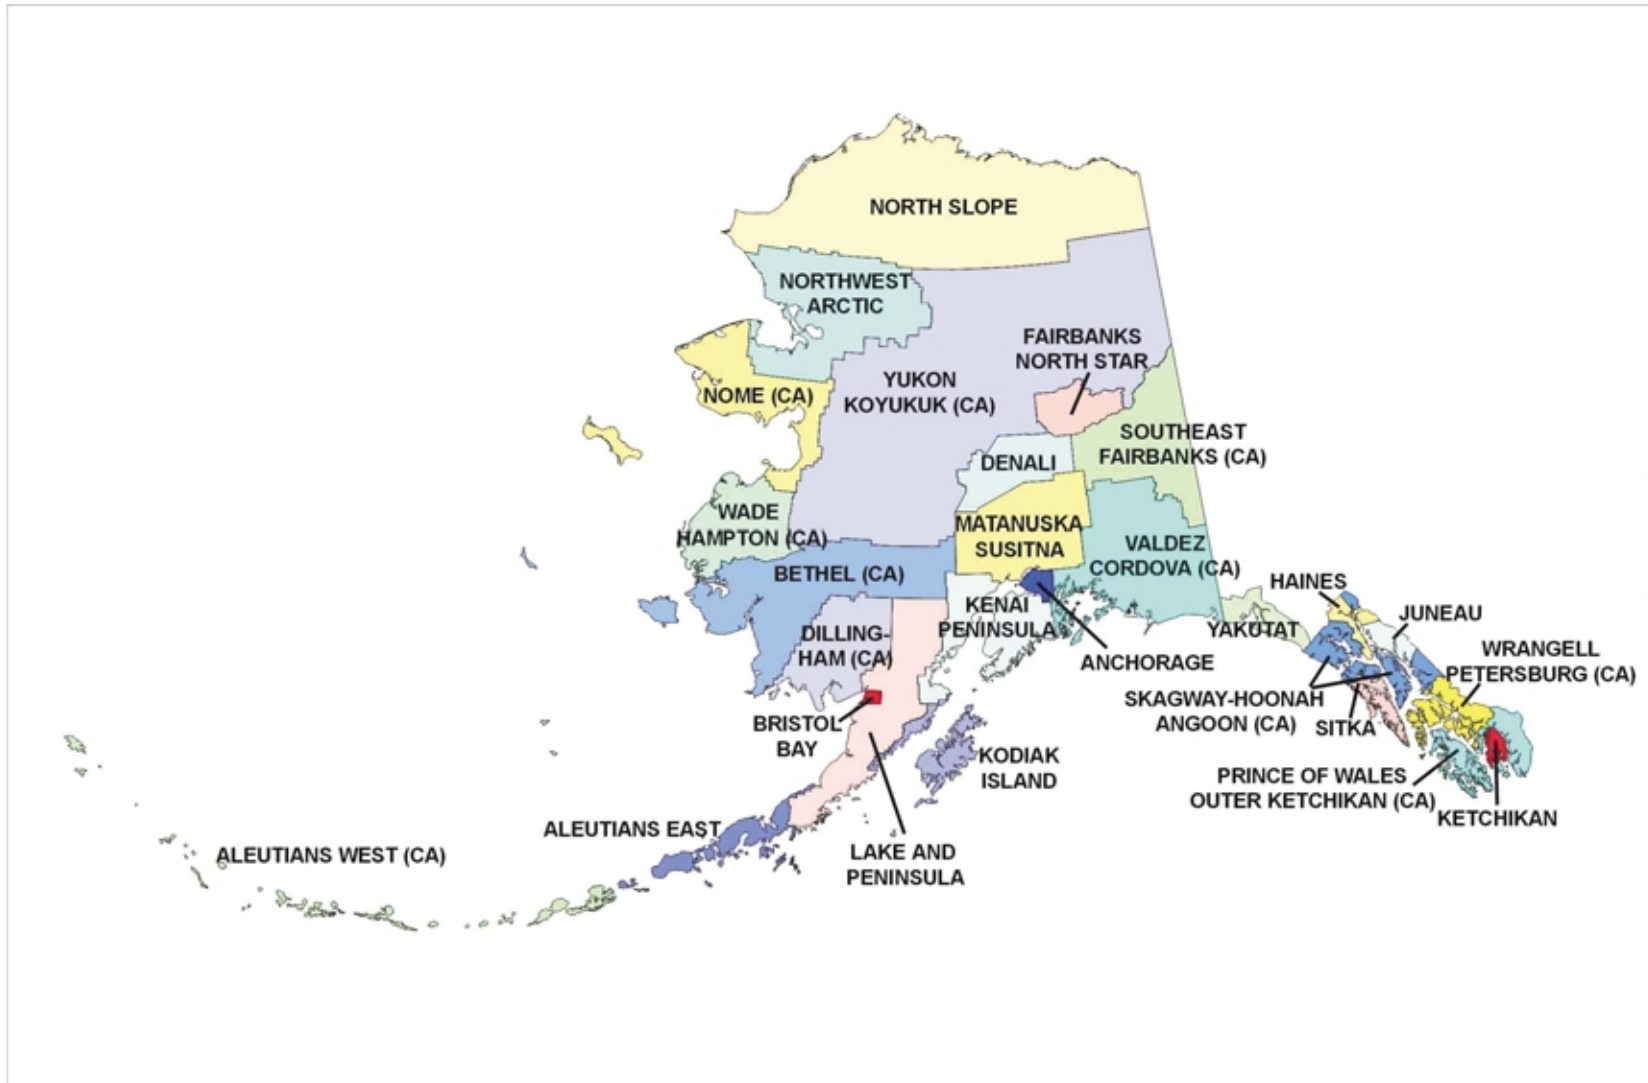 NORTH SLOPE
NORTHWEST
ARCTIC
FAIRBANKS
NORTH STAR
YUKON
KOYUKUK (CA)
NOME (CA)
SOUTHEAST
FAIRBANKS (CA)
DENALI
WADE
HAMPTON (CA)
MATANUSKA
SUSITNA
VALDEZ
CORDOVA (CA)
BETHEL (CA)
HAINES
KENAI
PENINSULA
JUNEAU
YAKUTAT
DILLING-
HAM (CA)
ANCHORAGE
WRANGELL
PETERSBURG (CA)
SKAGWAY-HOONAH
ANGOON (CA)
SITKA
BRISTOL
BAY
KODIAK
ISLAND
PRINCE OF WALES
OUTER KETCHIKAN (CA)
KETCHIKAN
ALEUTIANS EAST
ALEUTIANS WEST (CA)
LAKE AND
PENINSULA